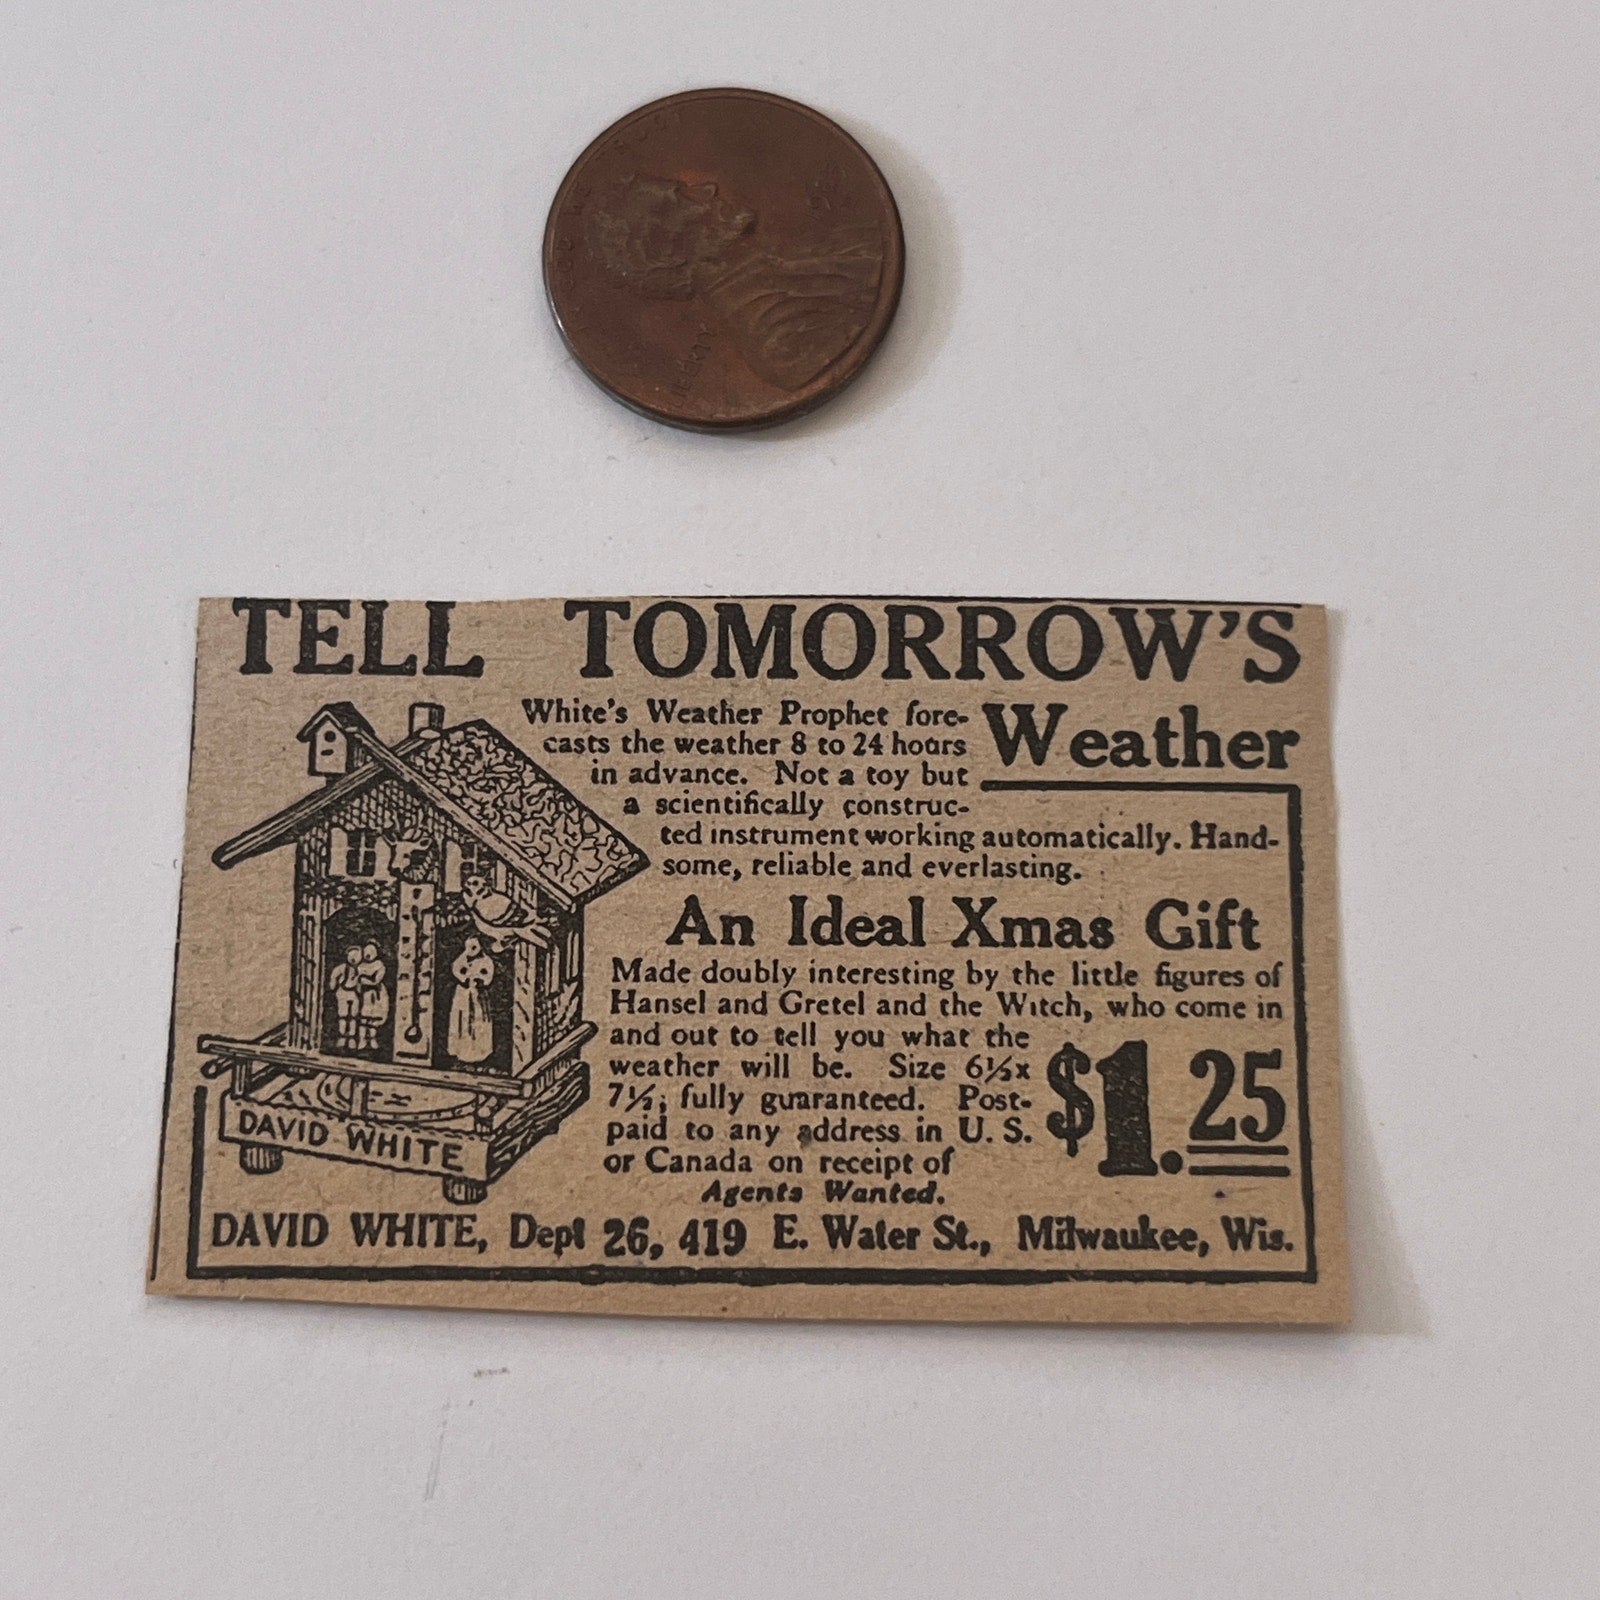 LIBERTY
TELL TOMORROW'S
Weather
White's Weather Prophet fore-
casts the weather 8 to 24 hours
in advance. Not a toy but
a scientifically construc-
ted instrument working automatically. Hand-
some, reliable and everlasting.
An Ideal Xmas Gift
Made doubly interesting by the little figures of
Hansel and Gretel and the Witch, who come in
and out to tell you what the
weather will be. Size 6½x
7½; fully guaranteed. Post-
paid to any address in U. S.
or Canada on receipt of
$1.25
Agents Wanted.
DAVID WHITE
DAVID WHITE, Dept 26, 419 E. Water St., Milwaukee, Wis.